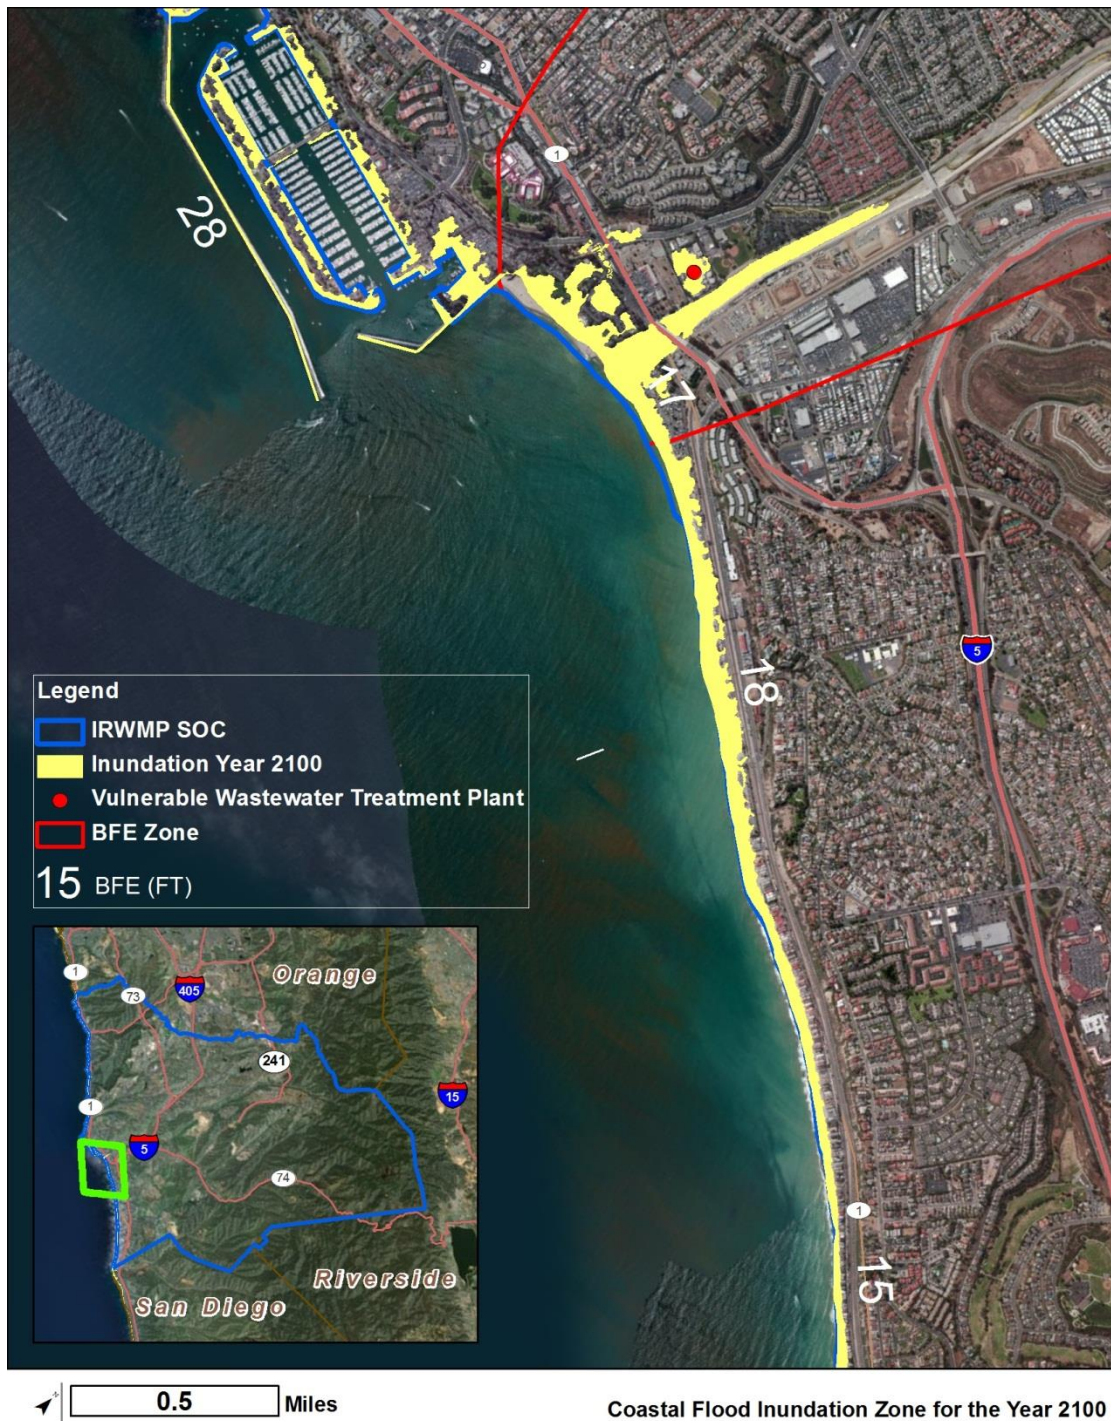 28
1
17
18
5
Legend
IRWMP SOC
Inundation Year 2100
Vulnerable Wastewater Treatment Plant
BFE Zone
15 BFE (FT)
Orange
1
405
73
241
15
1
5
74
Riverside
San Diego
1
15
0.5 Miles
Coastal Flood Inundation Zone for the Year 2100